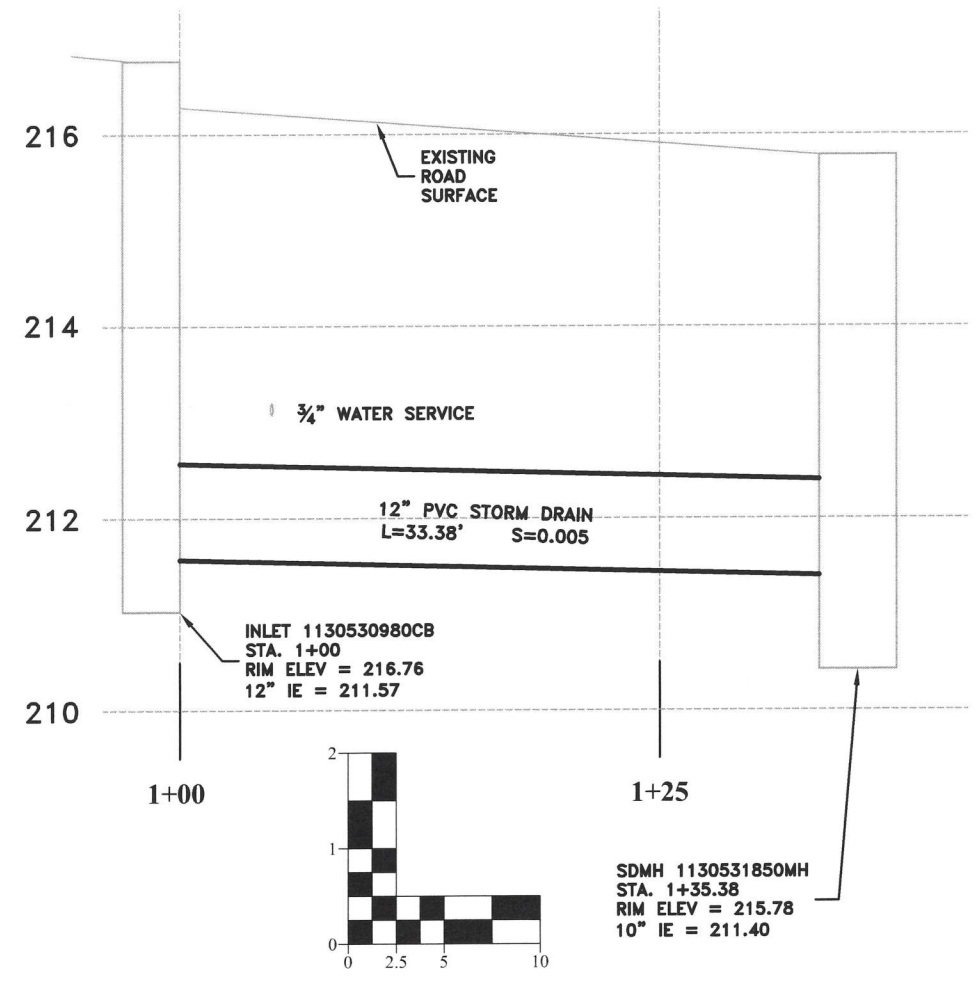 216
EXISTING
ROAD
SURFACE
214
¾" WATER SERVICE
212
12" PVC STORM DRAIN
L=33.38' S=0.005
INLET 1130530980CB
STA. 1+00
RIM ELEV = 216.76
12" IE = 211.57
210
1+00
1+25
2
1
0
0 2.5 5 10
SDMH 1130531850MH
STA. 1+35.38
RIM ELEV = 215.78
10" IE = 211.40